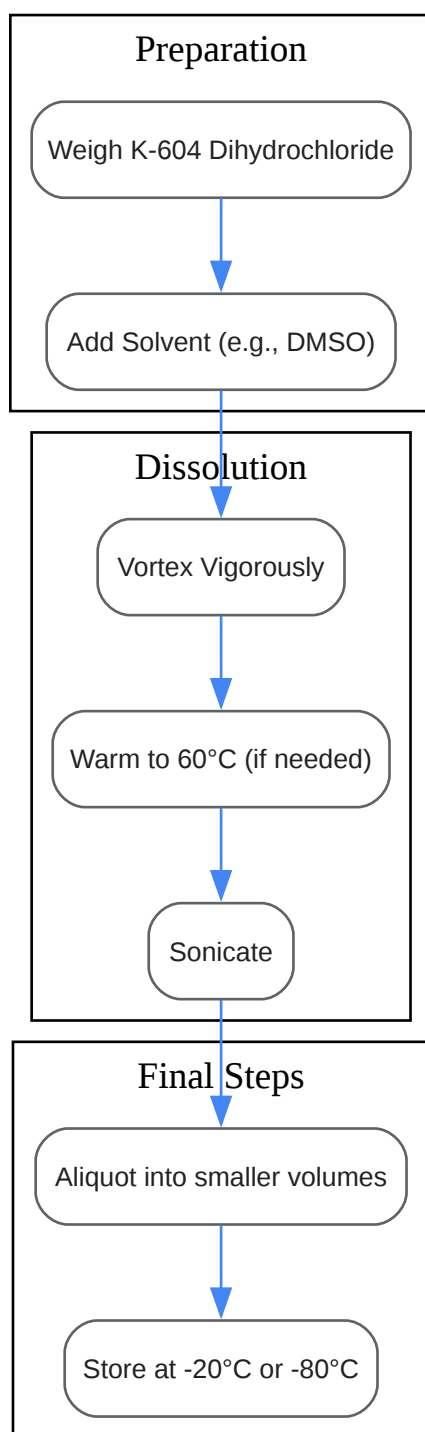 Preparation
Weigh K-604 Dihydrochloride
Add Solvent (e.g., DMSO)
Dissolution
Vortex Vigorously
Warm to 60°C (if needed)
Sonicate
Final Steps
Aliquot into smaller volumes
Store at -20°C or -80°C